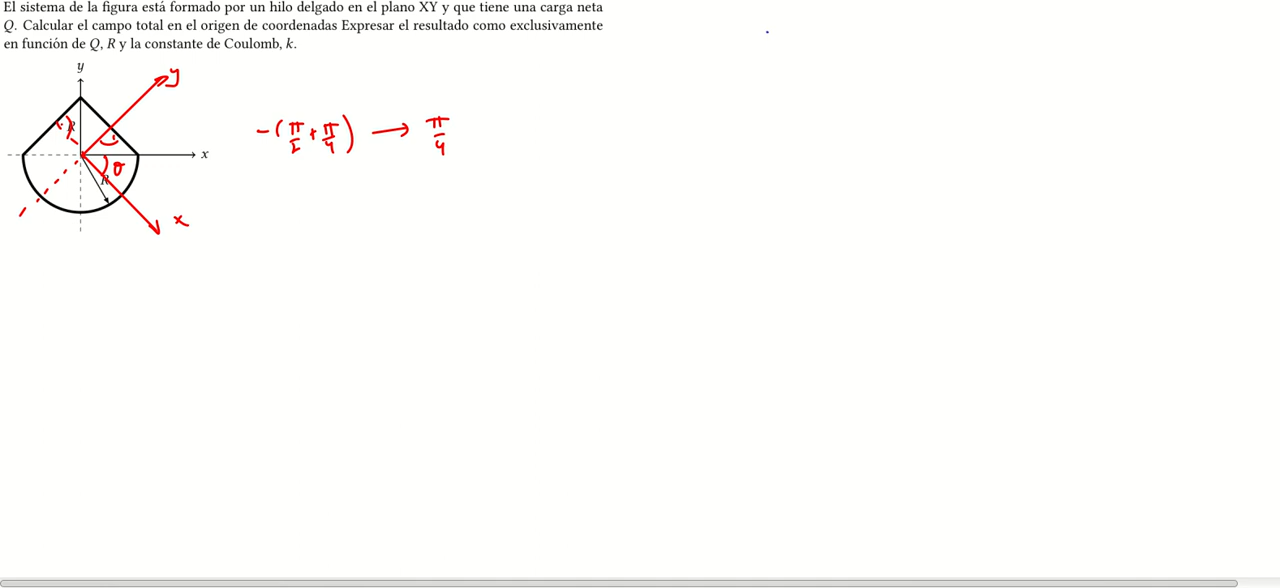 El sistema de la figura está formado por un hilo delgado en el plano XY y que tiene una carga neta
Q. Calcular el campo total en el origen de coordenadas Expresar el resultado como exclusivamente
en función de Q, R y la constante de Coulomb, k.
y
y
-(π/2 + π/4) → π/4
x
θ
R
x